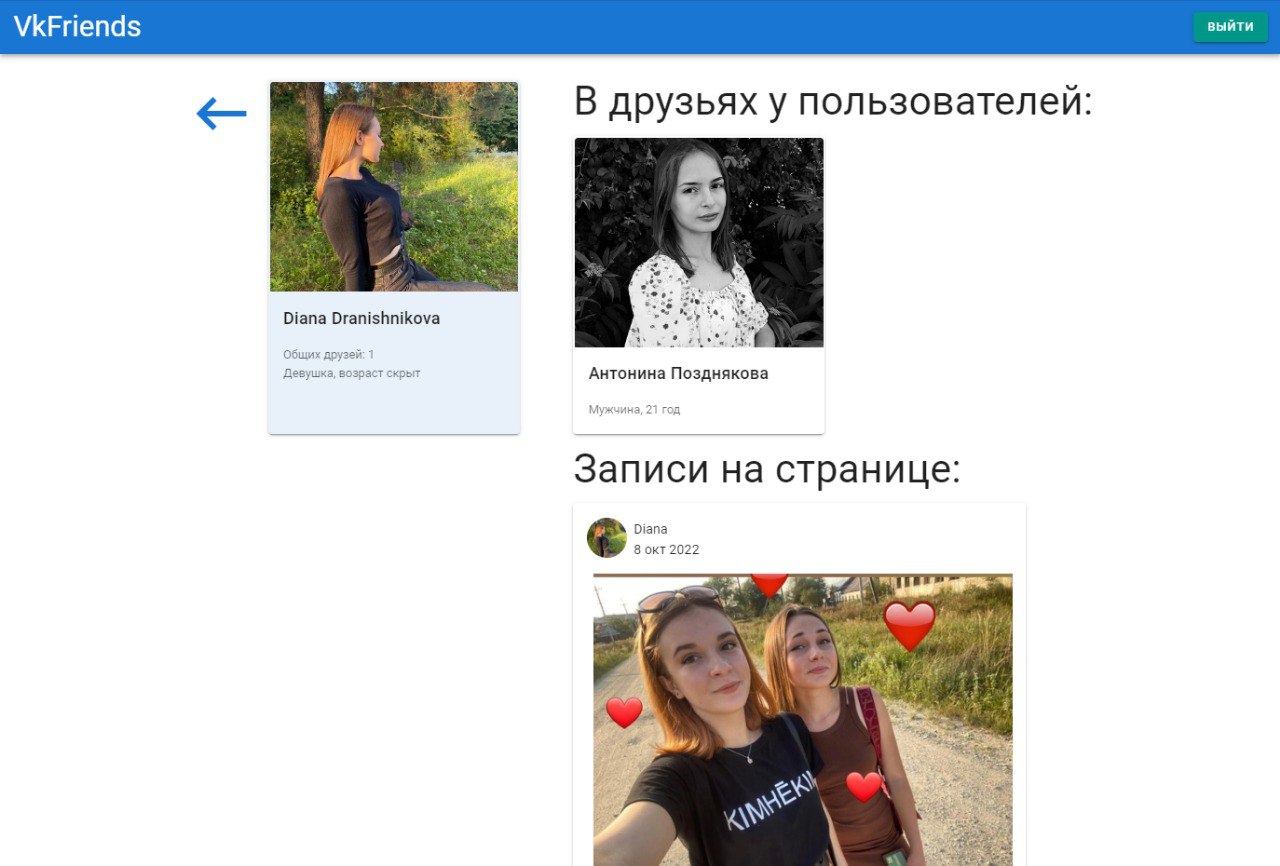 VkFriends
ВЫЙТИ
Diana Dranishnikova
Общих друзей: 1
Девушка, возраст скрыт
В друзьях у пользователей:
Антонина Позднякова
Мужчина, 21 год
Записи на странице:
Diana
8 окт 2022
KIMHĒKIM